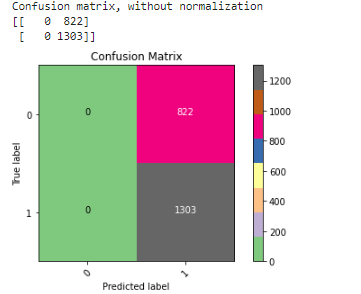 Confusion matrix, without normalization
[[   0  822]
 [   0 1303]]
Confusion Matrix
0
1
True label
0 822
0 1303
0 1
Predicted label
1200
1000
800
600
400
200
0